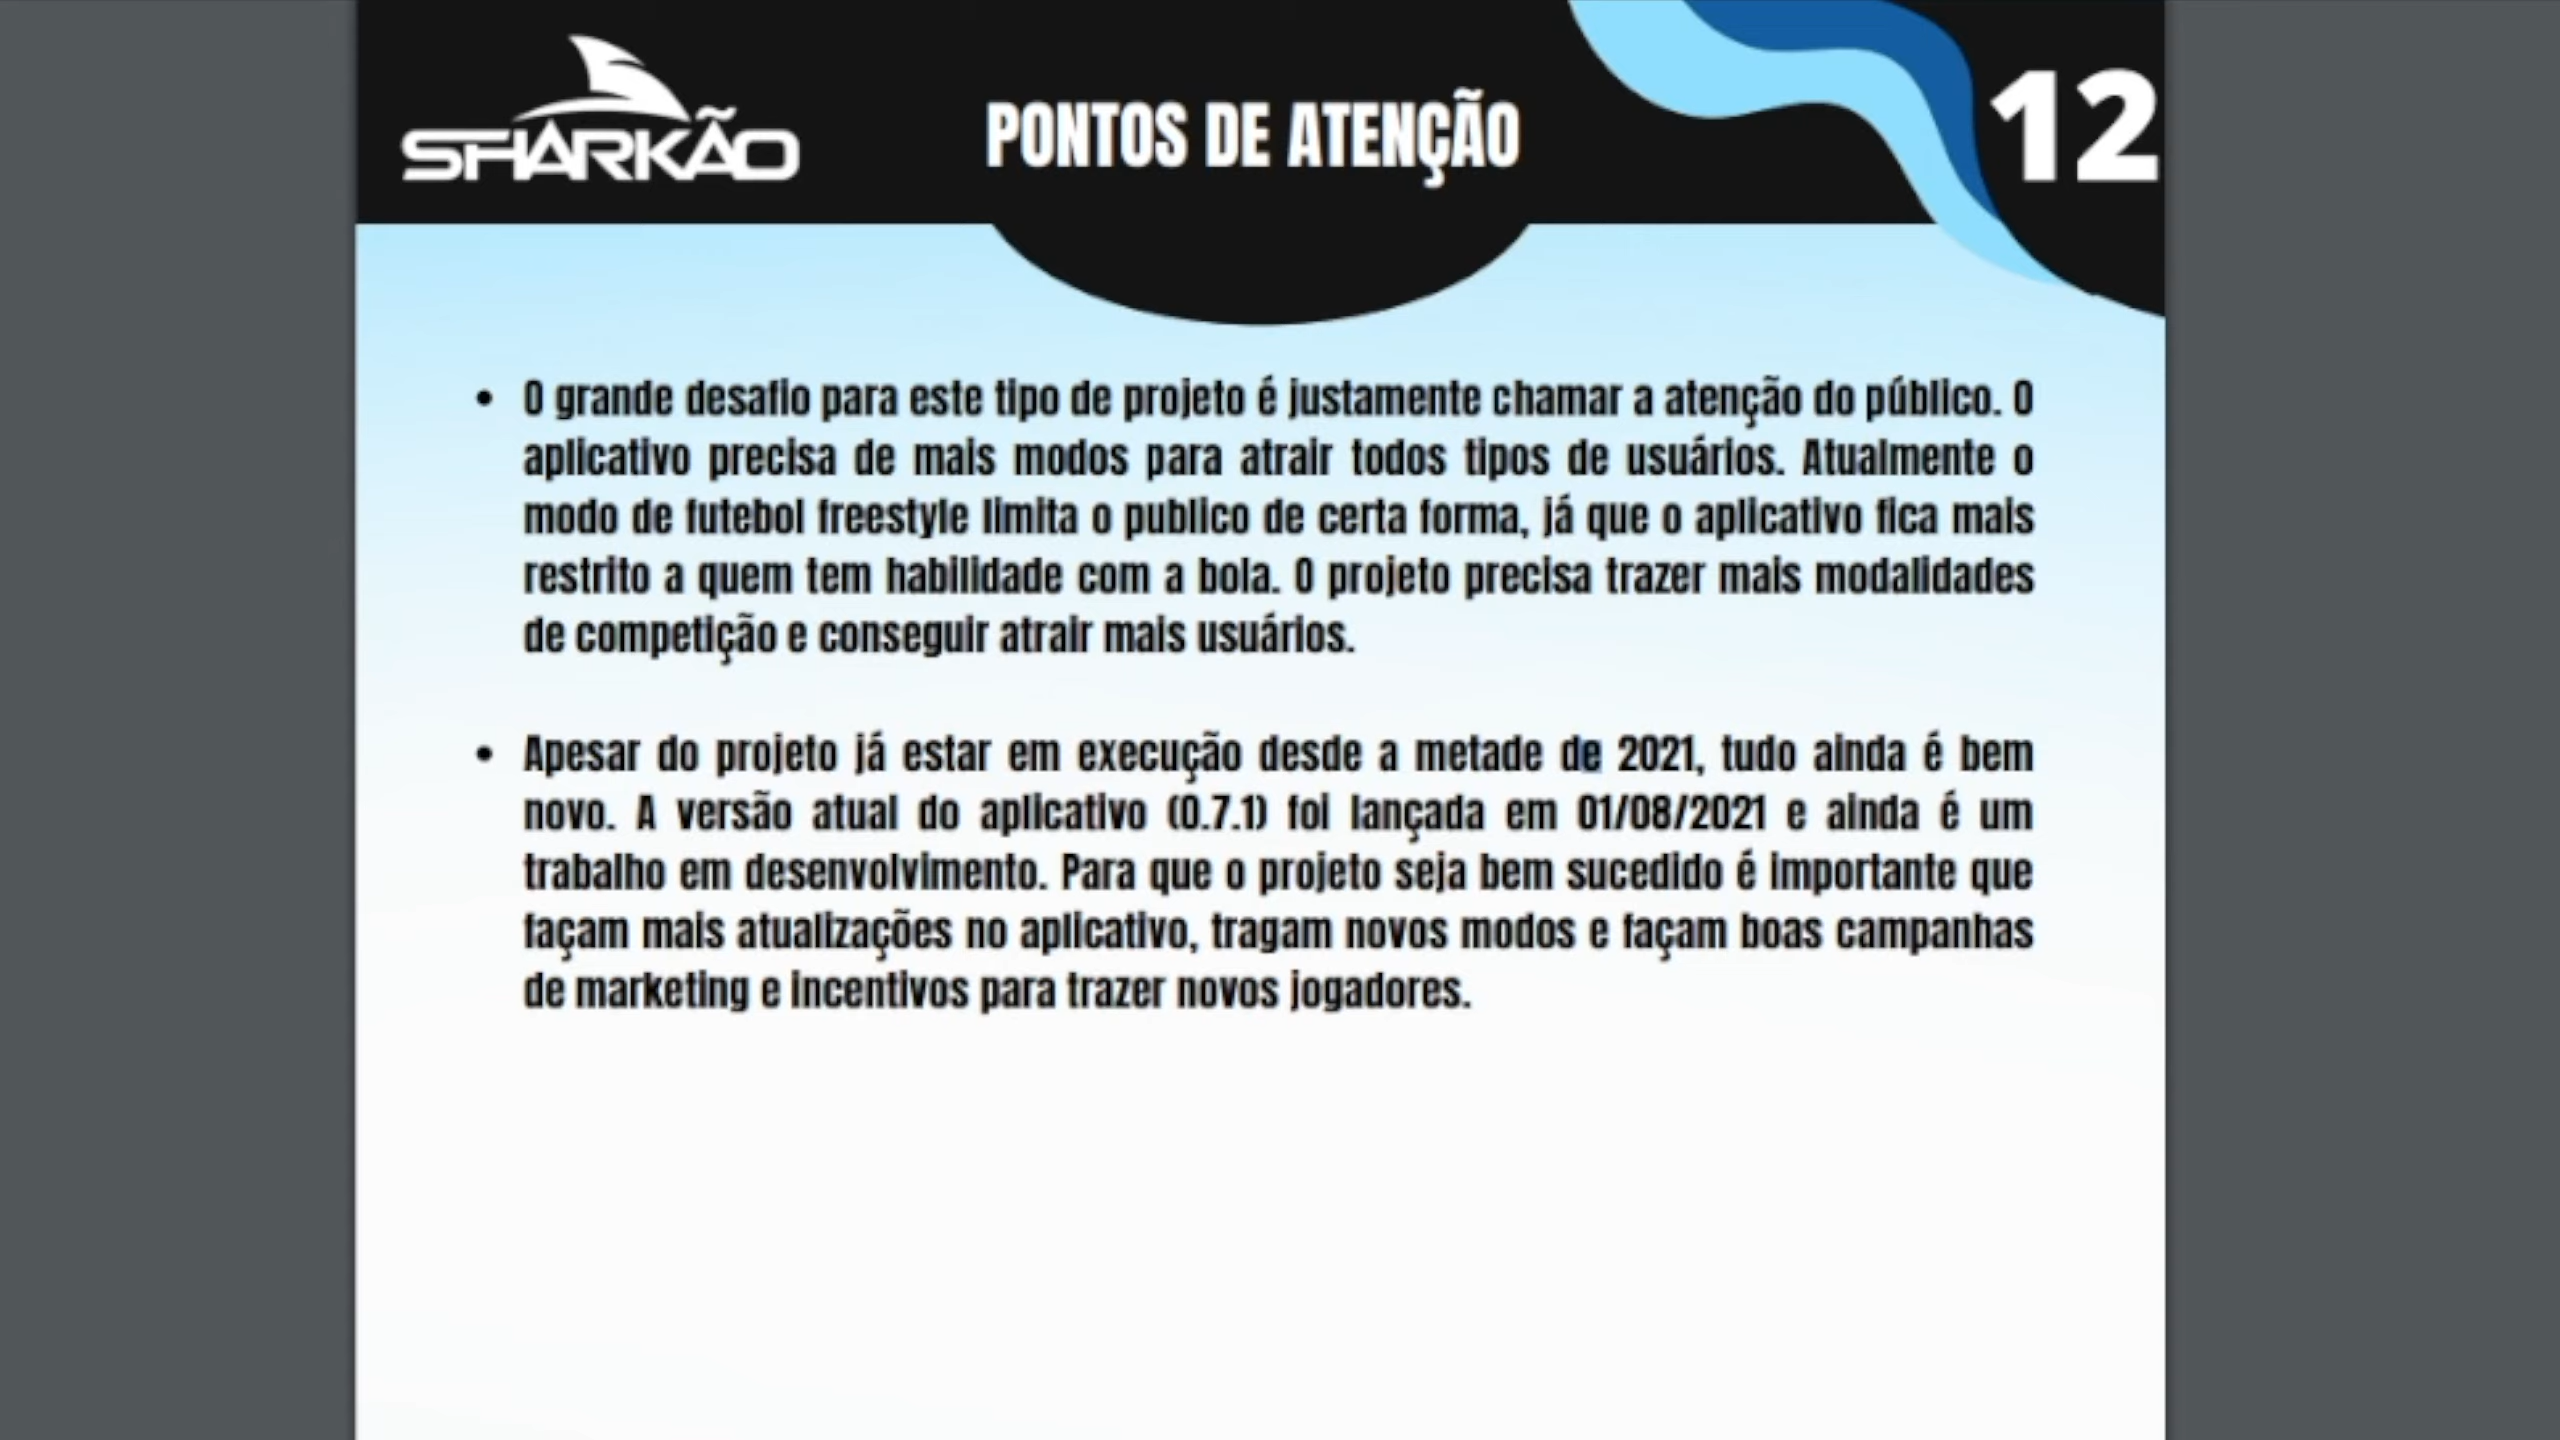 SHARKÃO
PONTOS DE ATENÇÃO
12
• O grande desafio para este tipo de projeto é justamente chamar a atenção do público. O
aplicativo precisa de mais modos para atrair todos tipos de usuários. Atualmente o
modo de futebol freestyle limita o publico de certa forma, já que o aplicativo fica mais
restrito a quem tem habilidade com a bola. O projeto precisa trazer mais modalidades
de competição e conseguir atrair mais usuários.
• Apesar do projeto já estar em execução desde a metade de 2021, tudo ainda é bem
novo. A versão atual do aplicativo (0.7.1) foi lançada em 01/08/2021 e ainda é um
trabalho em desenvolvimento. Para que o projeto seja bem sucedido é importante que
façam mais atualizações no aplicativo, tragam novos modos e façam boas campanhas
de marketing e incentivos para trazer novos jogadores.